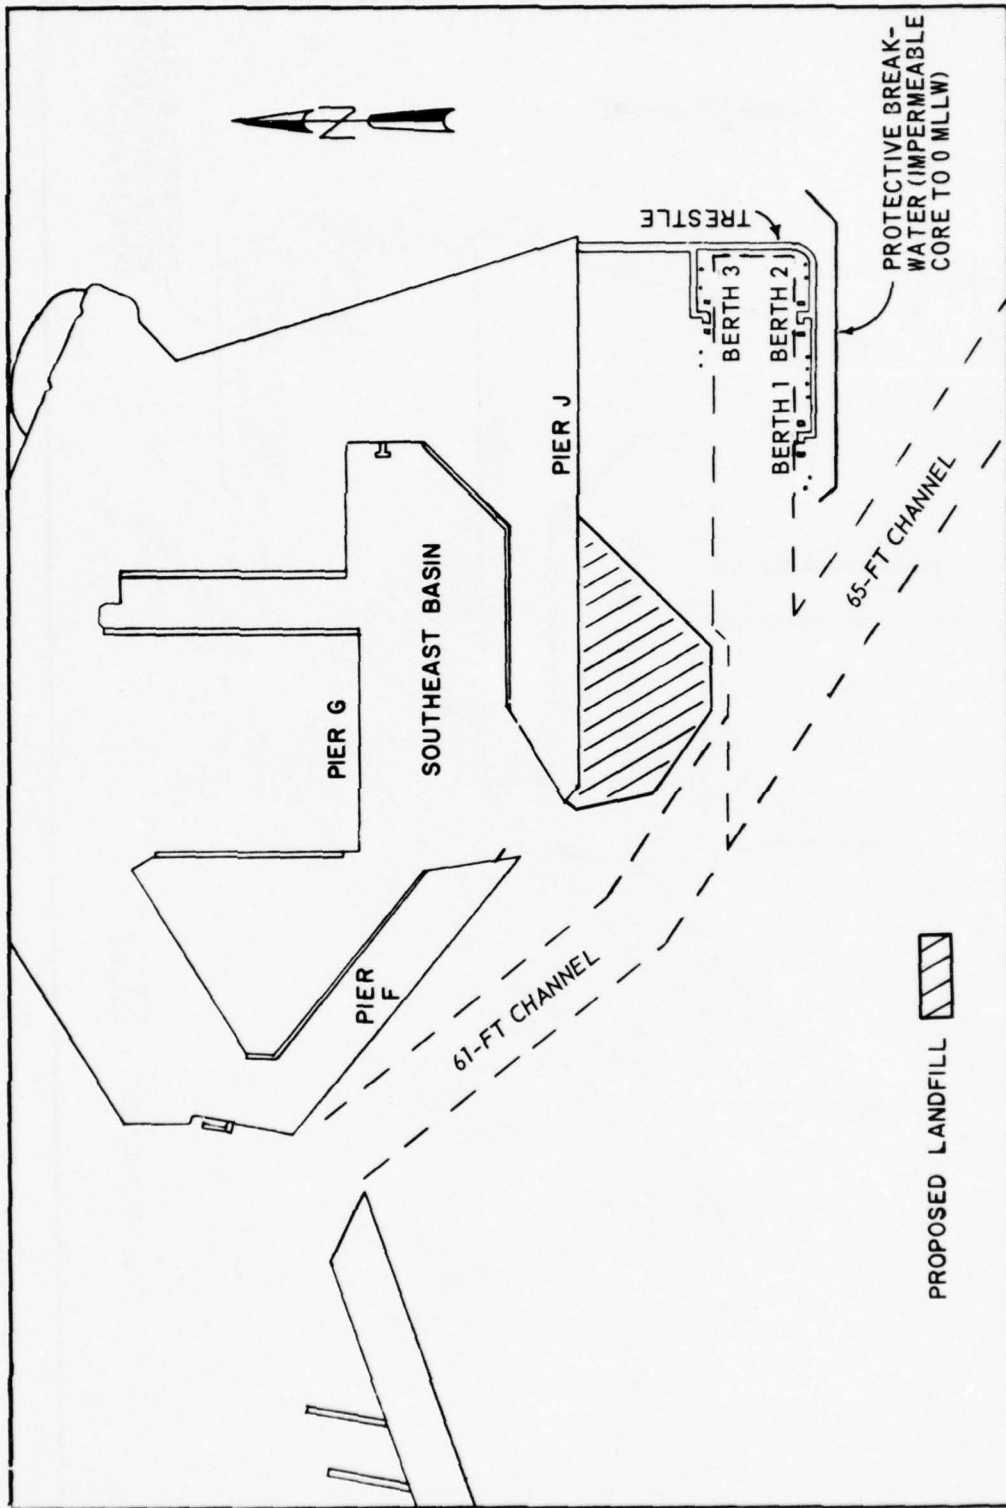 N
PIER G
SOUTHEAST BASIN
PIER
F
PIER J
TRESTLE
BERTH 3
BERTH 1
BERTH 2
61-FT CHANNEL
65-FT CHANNEL
PROTECTIVE BREAK-
WATER (IMPERMEABLE
CORE TO 0 MLLW)
PROPOSED LANDFILL